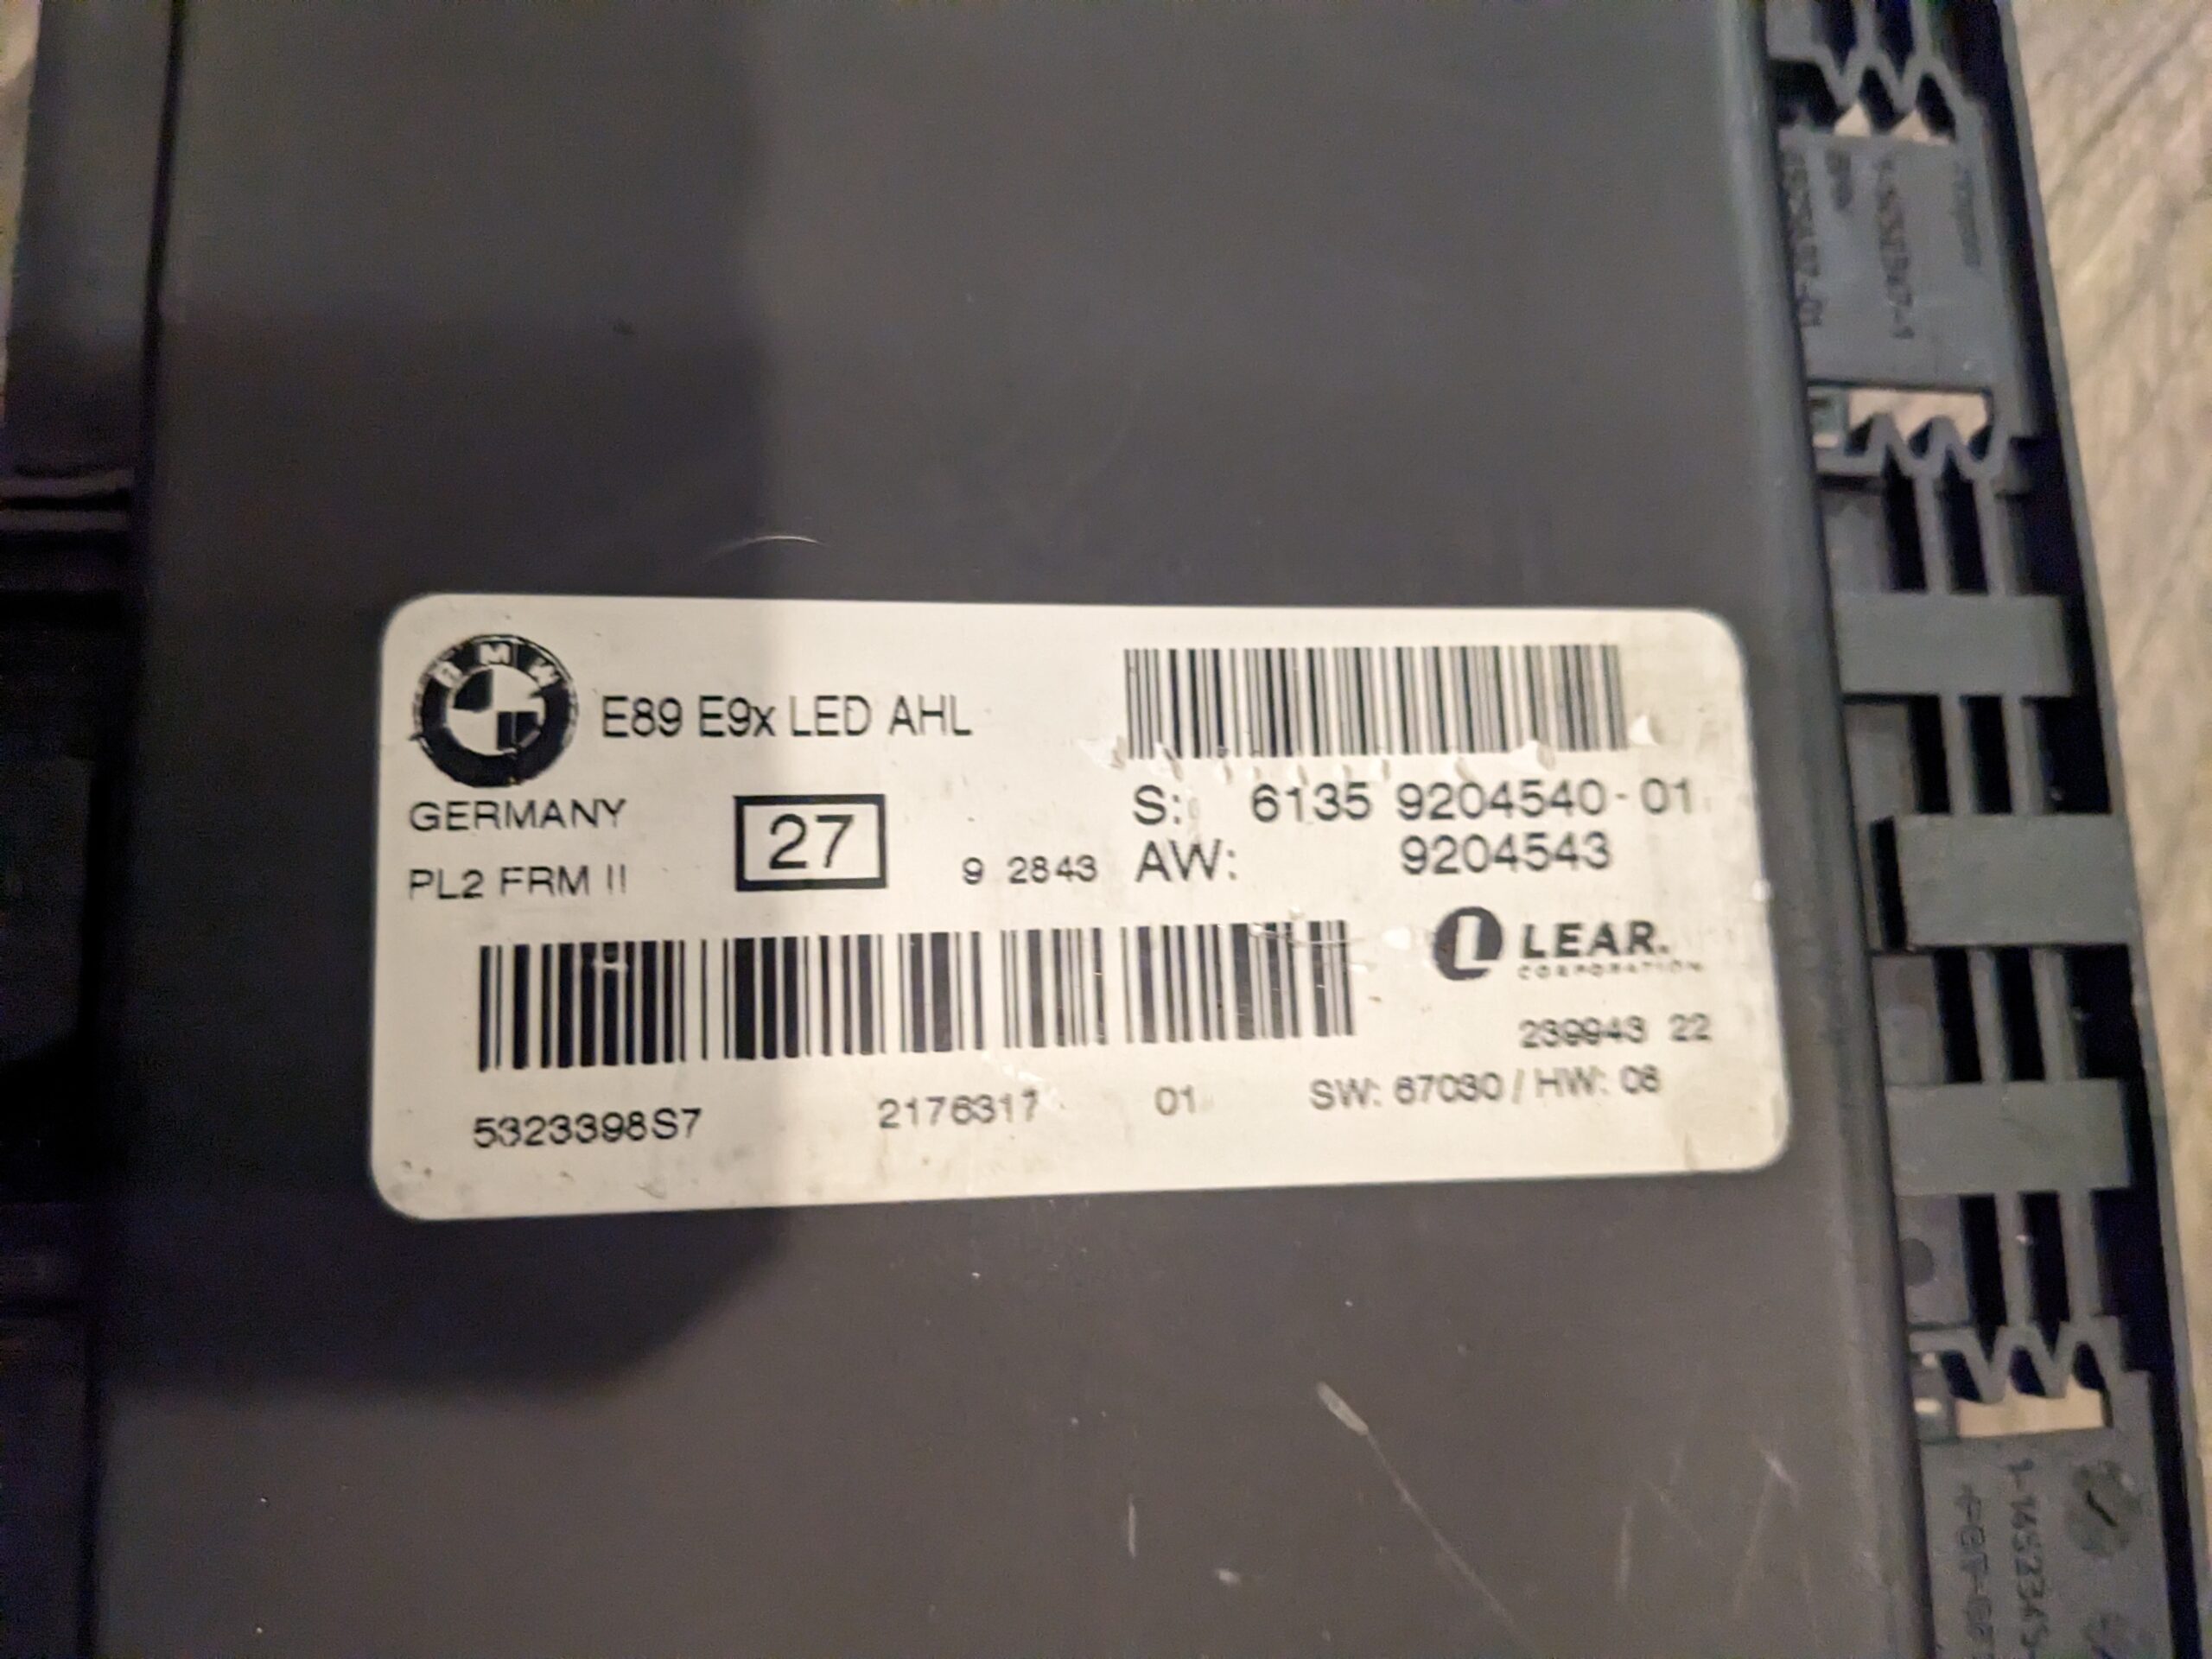 BMW
E89 E9x LED AHL
GERMANY
PL2 FRM II
27
9 2843
S: 6135 9204540-01
AW: 9204543
L LEAR.
CORPORATION
239943 22
5323398S7 2176317 01 SW: 67030 / HW: 08